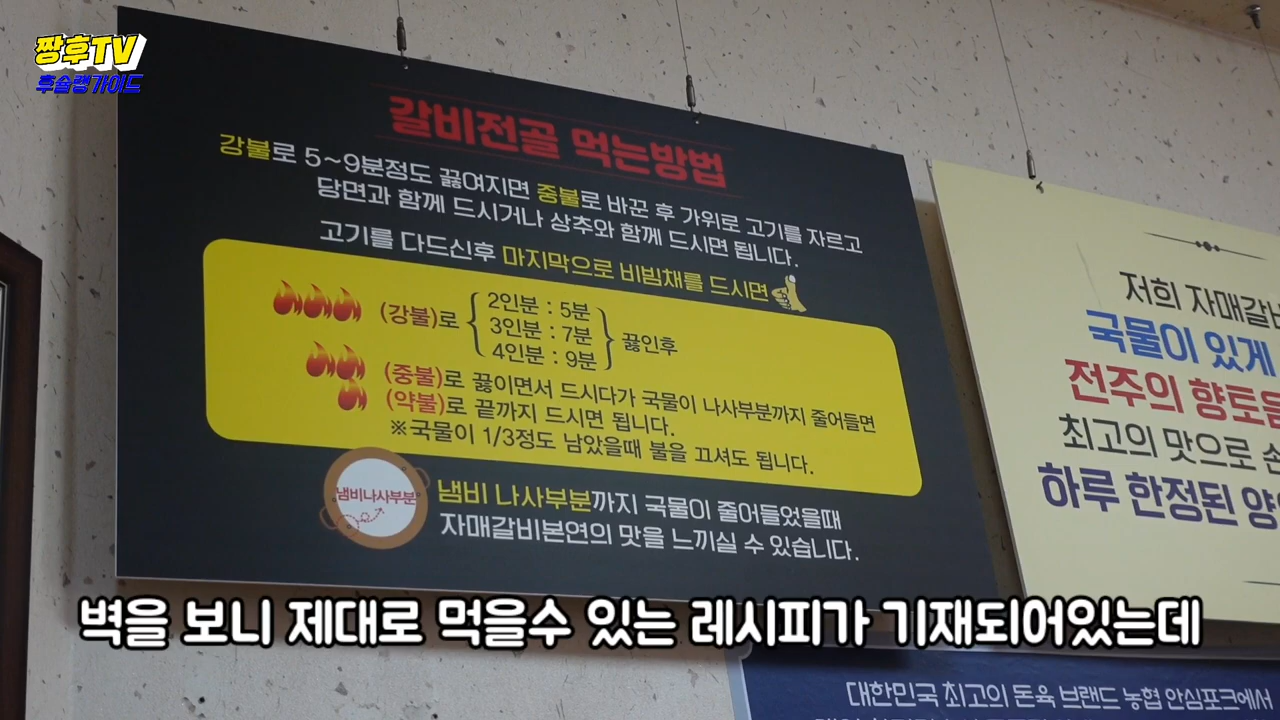 짱후TV
후슐랭가이드
갈비전골 먹는방법
강불로 5~9분정도 끓여지면 중불로 바꾼 후 가위로 고기를 자르고
당면과 함께 드시거나 상추와 함께 드시면 됩니다.
고기를 다드신후 마지막으로 비빔채를 드시면
(강불)로 { 2인분 : 5분
3인분 : 7분
4인분 : 9분 } 끓인후
(중불)로 끓이면서 드시다가 국물이 나사부분까지 줄어들면
(약불)로 끝까지 드시면 됩니다.
※국물이 1/3정도 남았을때 불을 끄셔도 됩니다.
냄비나사부분
냄비 나사부분까지 국물이 줄어들었을때
자매갈비본연의 맛을 느끼실 수 있습니다.
저희 자매갈비
국물이 있게
전주의 향토음
최고의 맛으로 손
하루 한정된 양
대한민국 최고의 돈육 브랜드 농협 안심포크에서
벽을 보니 제대로 먹을수 있는 레시피가 기재되어있는데